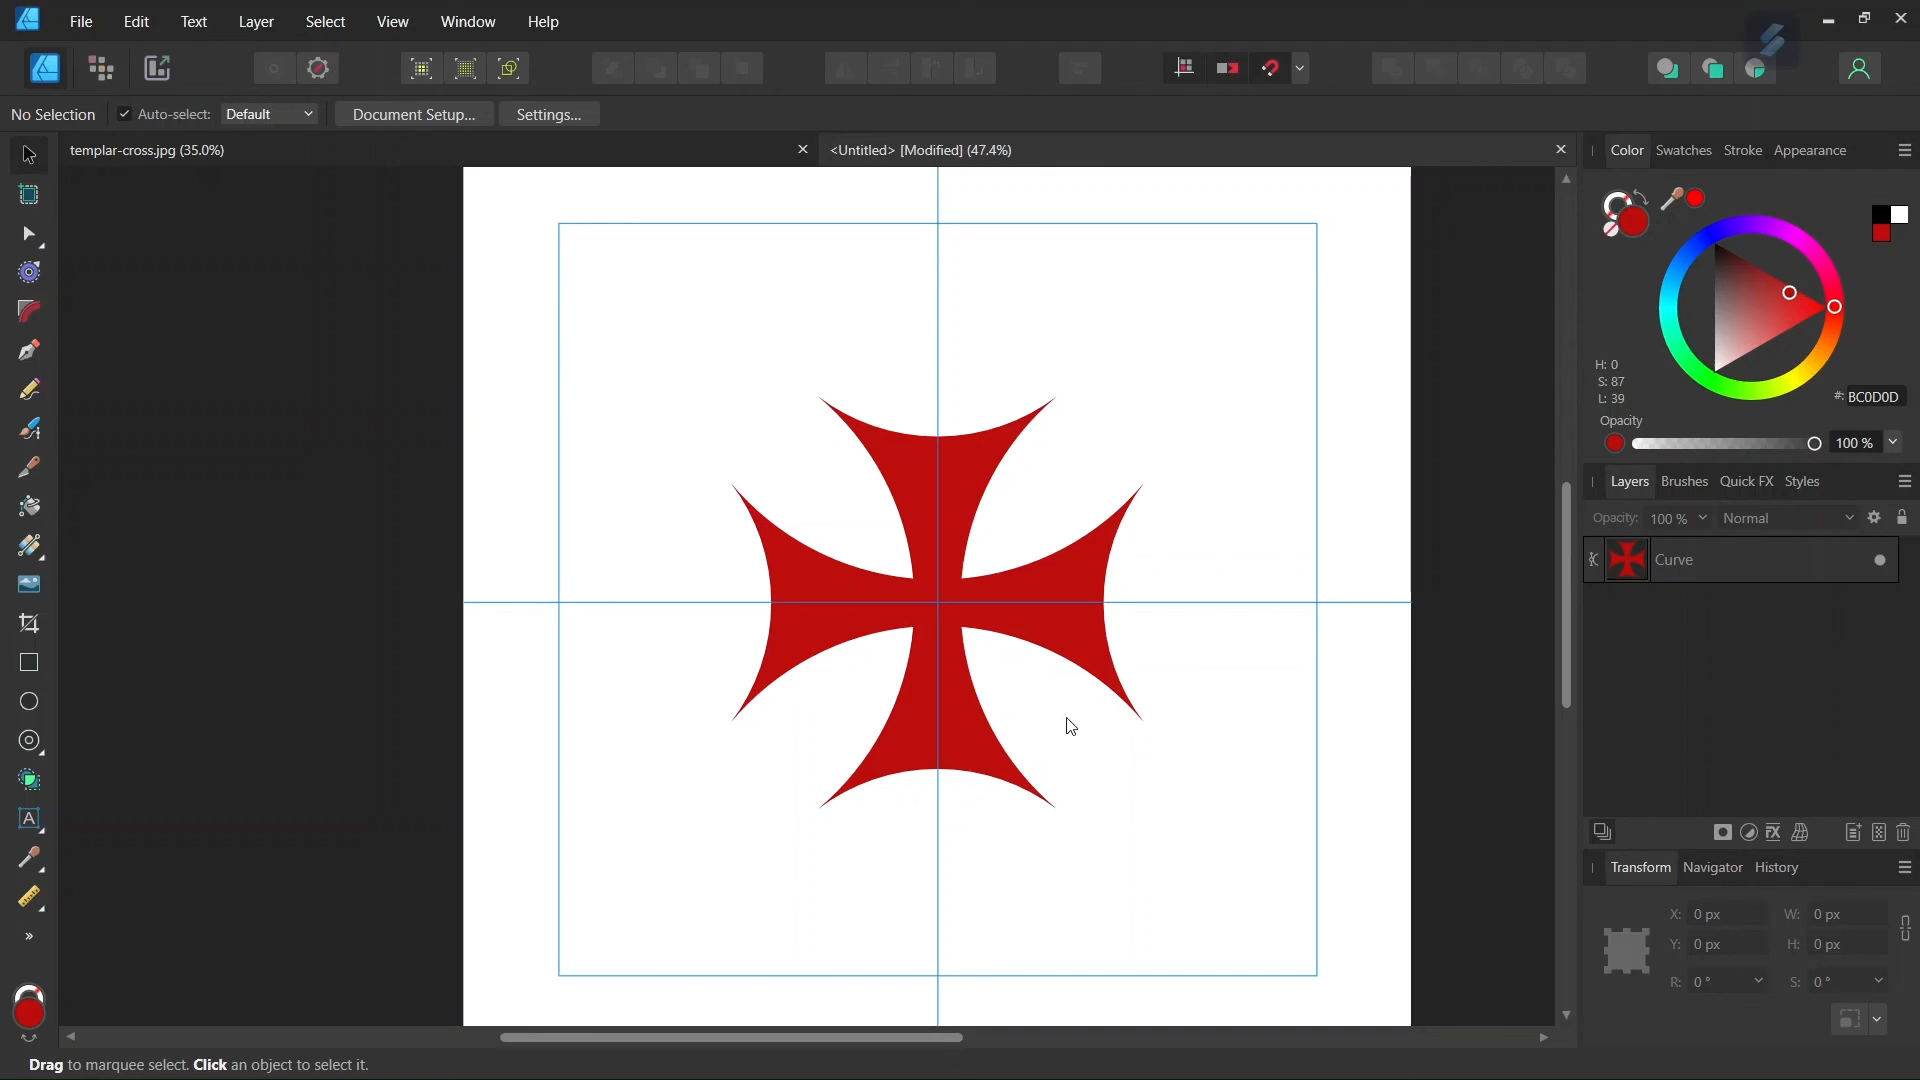 File Edit Text Layer Select View Window Help
No Selection Auto-select: Default Document Setup... Settings...
templar-cross.jpg (35.0%)
<Untitled> [Modified] (47.4%)
Color Swatches Stroke Appearance
H: 0
S: 87
L: 39
#: BC0D0D
Opacity
100 %
Layers Brushes Quick FX Styles
Opacity: 100 % Normal
Curve
Transform Navigator History
X: 0 px W: 0 px
Y: 0 px H: 0 px
R: 0 ° S: 0 °
Drag to marquee select. Click an object to select it.